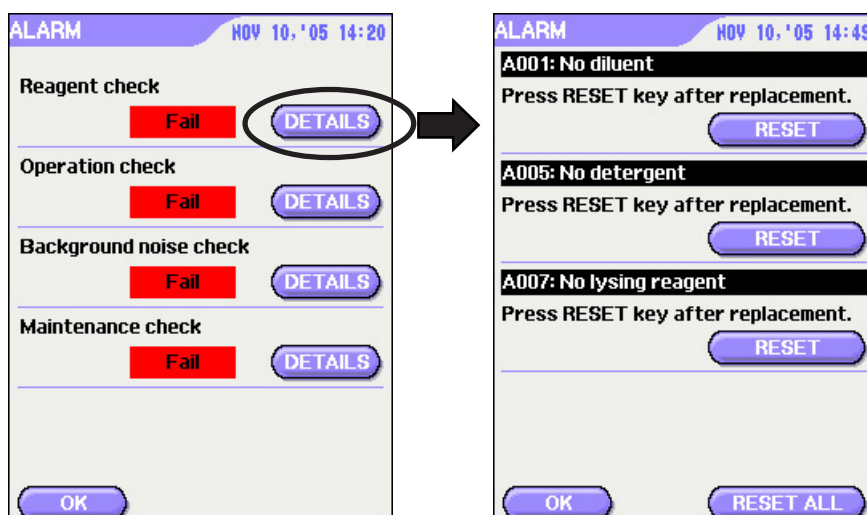 ALARM
NOV 10,'05 14:20
Reagent check
Fail
DETAILS
Operation check
Fail
DETAILS
Background noise check
Fail
DETAILS
Maintenance check
Fail
DETAILS
OK
ALARM
NOV 10,'05 14:49
A001: No diluent
Press RESET key after replacement.
RESET
A005: No detergent
Press RESET key after replacement.
RESET
A007: No lysing reagent
Press RESET key after replacement.
RESET
OK
RESET ALL